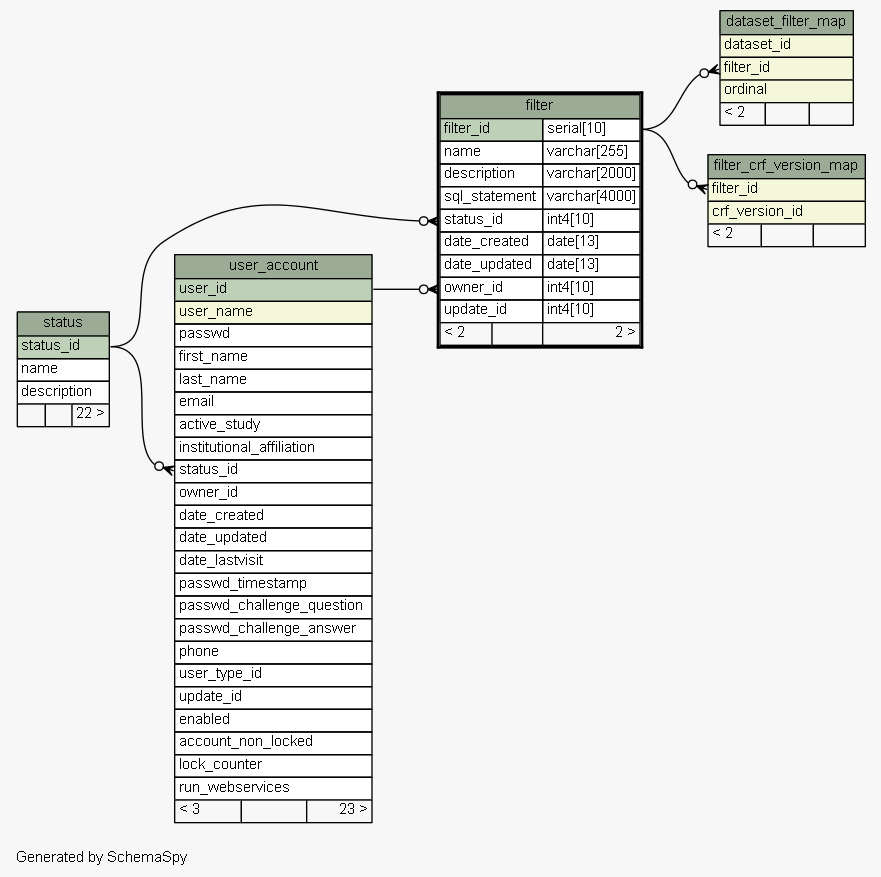 dataset_filter_map
dataset_id
filter_id
ordinal
< 2
filter
filter_id serial[10]
name varchar[255]
description varchar[2000]
sql_statement varchar[4000]
status_id int4[10]
date_created date[13]
date_updated date[13]
owner_id int4[10]
update_id int4[10]
< 2 2 >
filter_crf_version_map
filter_id
crf_version_id
< 2
user_account
user_id
user_name
passwd
first_name
last_name
email
active_study
institutional_affiliation
status_id
owner_id
date_created
date_updated
date_lastvisit
passwd_timestamp
passwd_challenge_question
passwd_challenge_answer
phone
user_type_id
update_id
enabled
account_non_locked
lock_counter
run_webservices
< 3 23 >
status
status_id
name
description
22 >
Generated by SchemaSpy